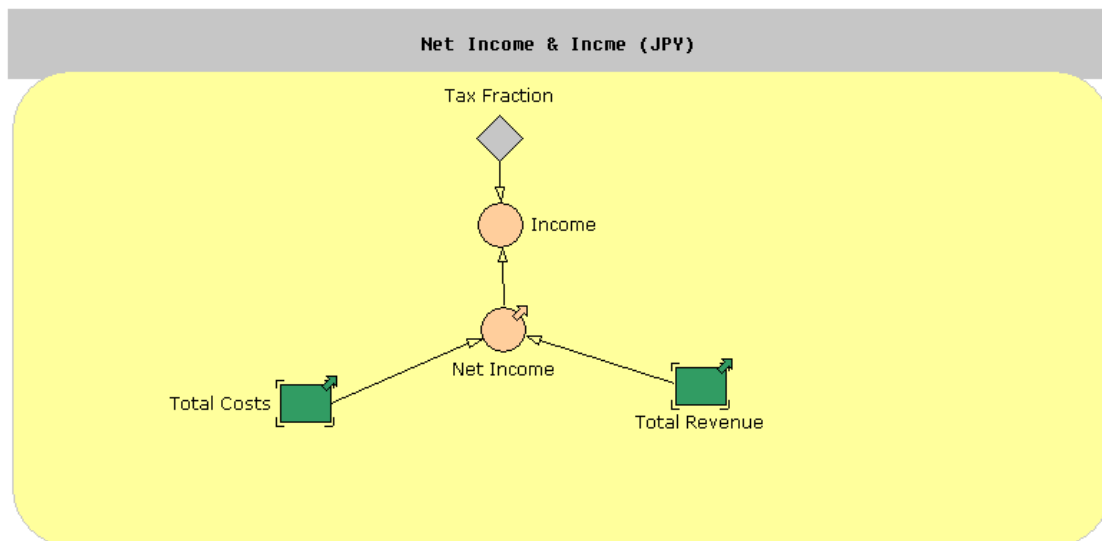 Net Income & Incme (JPY)
Tax Fraction
Income
Net Income
Total Costs
Total Revenue